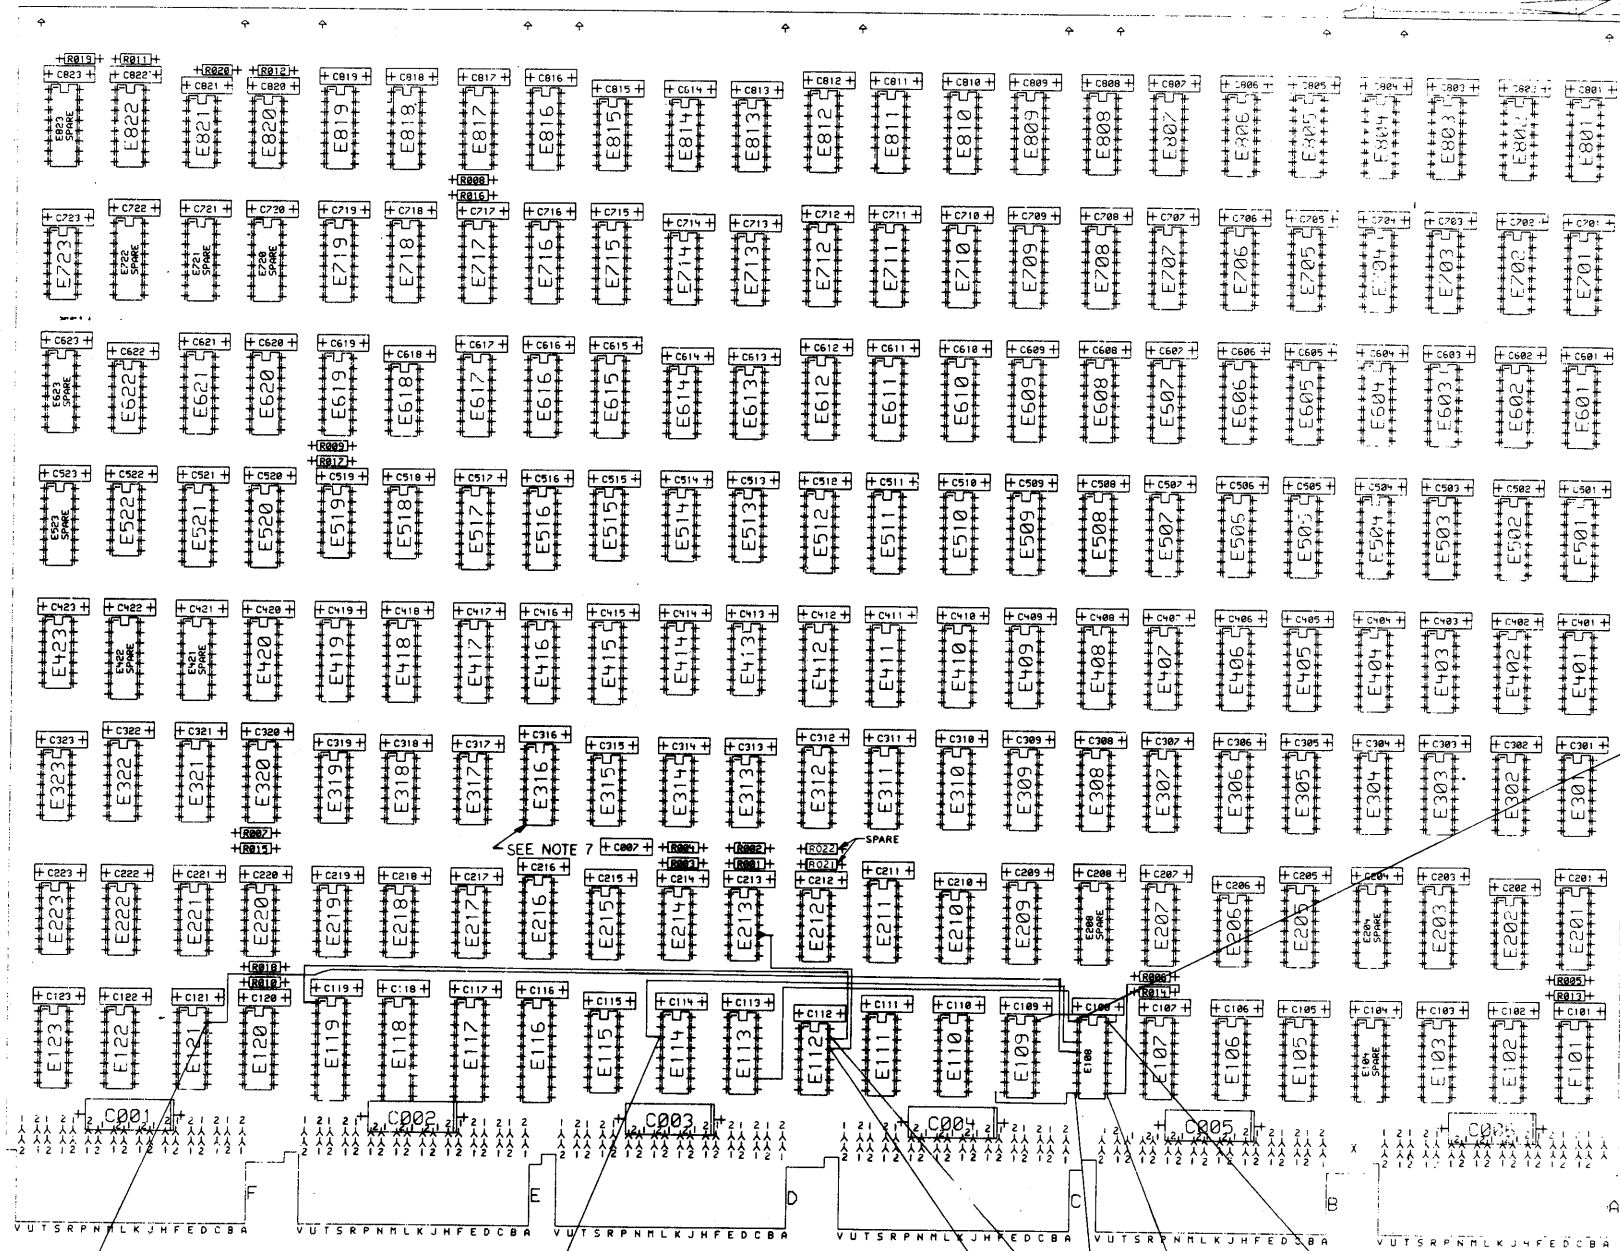 R019 R011 R020 R012
C823 C822 C821 C820 C819 C818 C817 C816 C815 C614 C813 C812 C811 C810 C809 C808 C807 C806 C805 C804 C803 C802 C801
E823 SPARE E822 E821 E820 E819 E818 E817 E816 E815 E814 E813 E812 E811 E810 E809 E808 E807 E806 E805 E804 E803 E802 E801
R008
R016
C723 C722 C721 C720 C719 C718 C717 C716 C715 C714 C713 C712 C711 C710 C709 C708 C707 C706 C705 C704 C703 C702 C701
E723 E722 SPARE E721 SPARE E720 SPARE E719 E718 E717 E716 E715 E714 E713 E712 E711 E710 E709 E708 E707 E706 E705 E704 E703 E702 E701
C623 C622 C621 C620 C619 C618 C617 C616 C615 C614 C613 C612 C611 C610 C609 C608 C607 C606 C605 C604 C603 C602 C601
E623 SPARE E622 E621 E620 E619 E618 E617 E616 E615 E614 E613 E612 E611 E610 E609 E608 E607 E606 E605 E604 E603 E602 E601
R009
R017
C523 C522 C521 C520 C519 C518 C517 C516 C515 C514 C513 C512 C511 C510 C509 C508 C507 C506 C505 C504 C503 C502 C501
E523 SPARE E522 E521 E520 E519 E518 E517 E516 E515 E514 E513 E512 E511 E510 E509 E508 E507 E506 E505 E504 E503 E502 E501
C423 C422 C421 C420 C419 C418 C417 C416 C415 C414 C413 C412 C411 C410 C409 C408 C407 C406 C405 C404 C403 C402 C401
E423 E422 SPARE E421 SPARE E420 E419 E418 E417 E416 E415 E414 E413 E412 E411 E410 E409 E408 E407 E406 E405 E404 E403 E402 E401
C323 C322 C321 C320 C319 C318 C317 C316 C315 C314 C313 C312 C311 C310 C309 C308 C307 C306 C305 C304 C303 C302 C301
E323 E322 E321 E320 E319 E318 E317 E316 E315 E314 E313 E312 E311 E310 E309 E308 E307 E306 E305 E304 E303 E302 E301
R007
R015 SEE NOTE 7 C007 R004 R002 R022 SPARE
R003 R001 R021
C223 C222 C221 C220 C219 C218 C217 C216 C215 C214 C213 C212 C211 C210 C209 C208 C207 C206 C205 C204 C203 C202 C201
E223 E222 E221 E220 E219 E218 E217 E216 E215 E214 E213 E212 E211 E210 E209 E208 SPARE E207 E206 E205 E204 SPARE E203 E202 E201
R018 R006 R005
R010 R014 R013
C123 C122 C121 C120 C119 C118 C117 C116 C115 C114 C113 C112 C111 C110 C109 C108 C107 C106 C105 C104 C103 C102 C101
E123 E122 E121 E120 E119 E118 E117 E116 E115 E114 E113 E112 E111 E110 E109 E108 E107 E106 E105 E104 SPARE E103 E102 E101
C001 C002 C003 C004 C005 C006
F E D C B A
V U T S R P N M L K J H F E D C B A V U T S R P N M L K J H F E D C B A V U T S R P N M L K J H F E D C B A V U T S R P N M L K J H F E D C B A V U T S R P N M L K J H F E D C B A V U T S R P N M L K J H F E D C B A